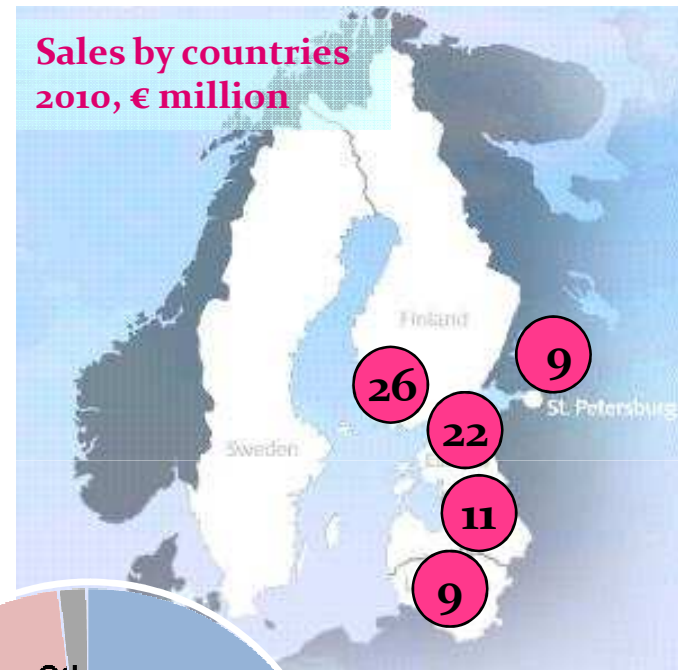 Sales by countries
2010, € million
Finland
9
26
St. Petersburg
22
Sweden
11
9